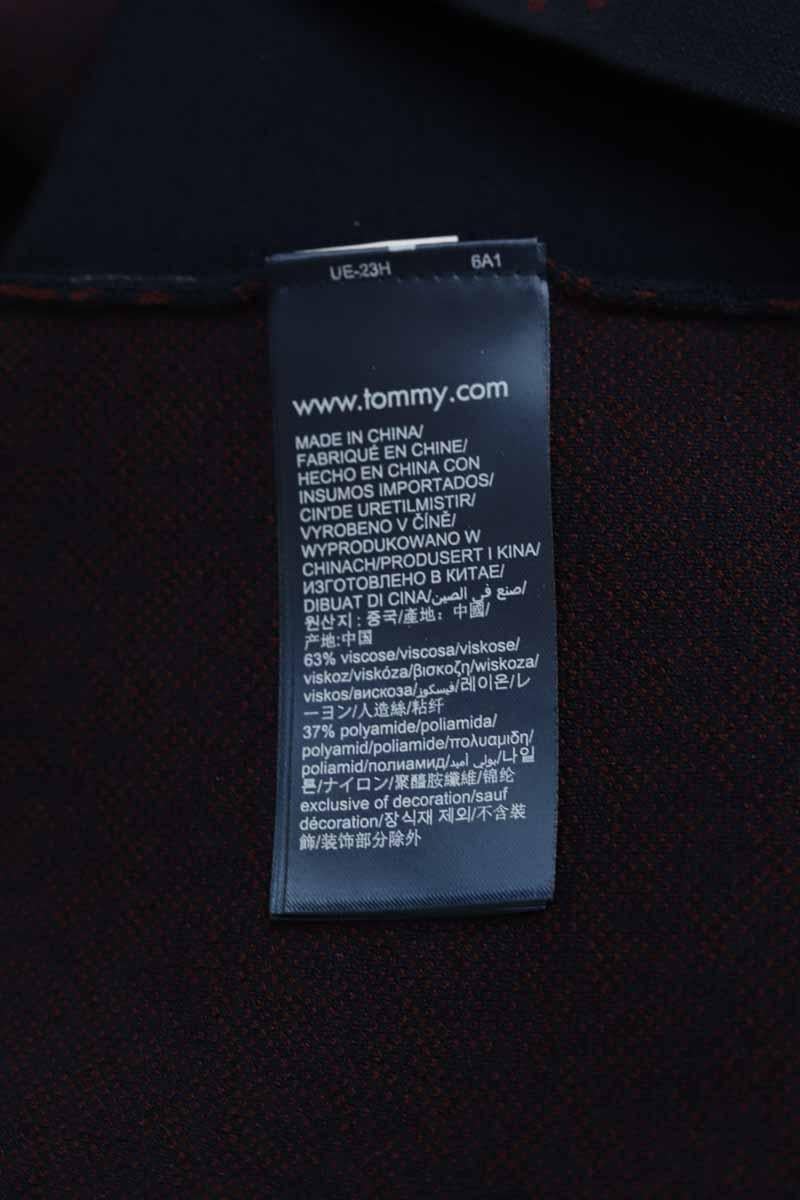 UE-23H 6A1
www.tommy.com
MADE IN CHINA/
FABRIQUÉ EN CHINE/
HECHO EN CHINA CON
INSUMOS IMPORTADOS/
CIN'DE URETILMISTIR/
VYROBENO V ČÍNĚ/
WYPRODUKOWANO W
CHINACH/PRODUSERT I KINA/
ИЗГОТОВЛЕНО В КИТАЕ/
DIBUAT DI CINA/صنع في الصين/
원산지 : 중국/產地：中國/
产地:中国
63% viscose/viscosa/viskose/
viskoz/viskóza/βισκοζη/wiskoza/
viskos/вискоза/فيسكوز/레이온/レ
ーヨン/人造絲/粘纤
37% polyamide/poliamida/
polyamid/poliamide/πολυαμιδη/
poliamid/полиамид/بولي أميد/나일
론/ナイロン/聚醯胺纖維/锦纶
exclusive of decoration/sauf
décoration/장식재 제외/不含裝
飾/装饰部分除外